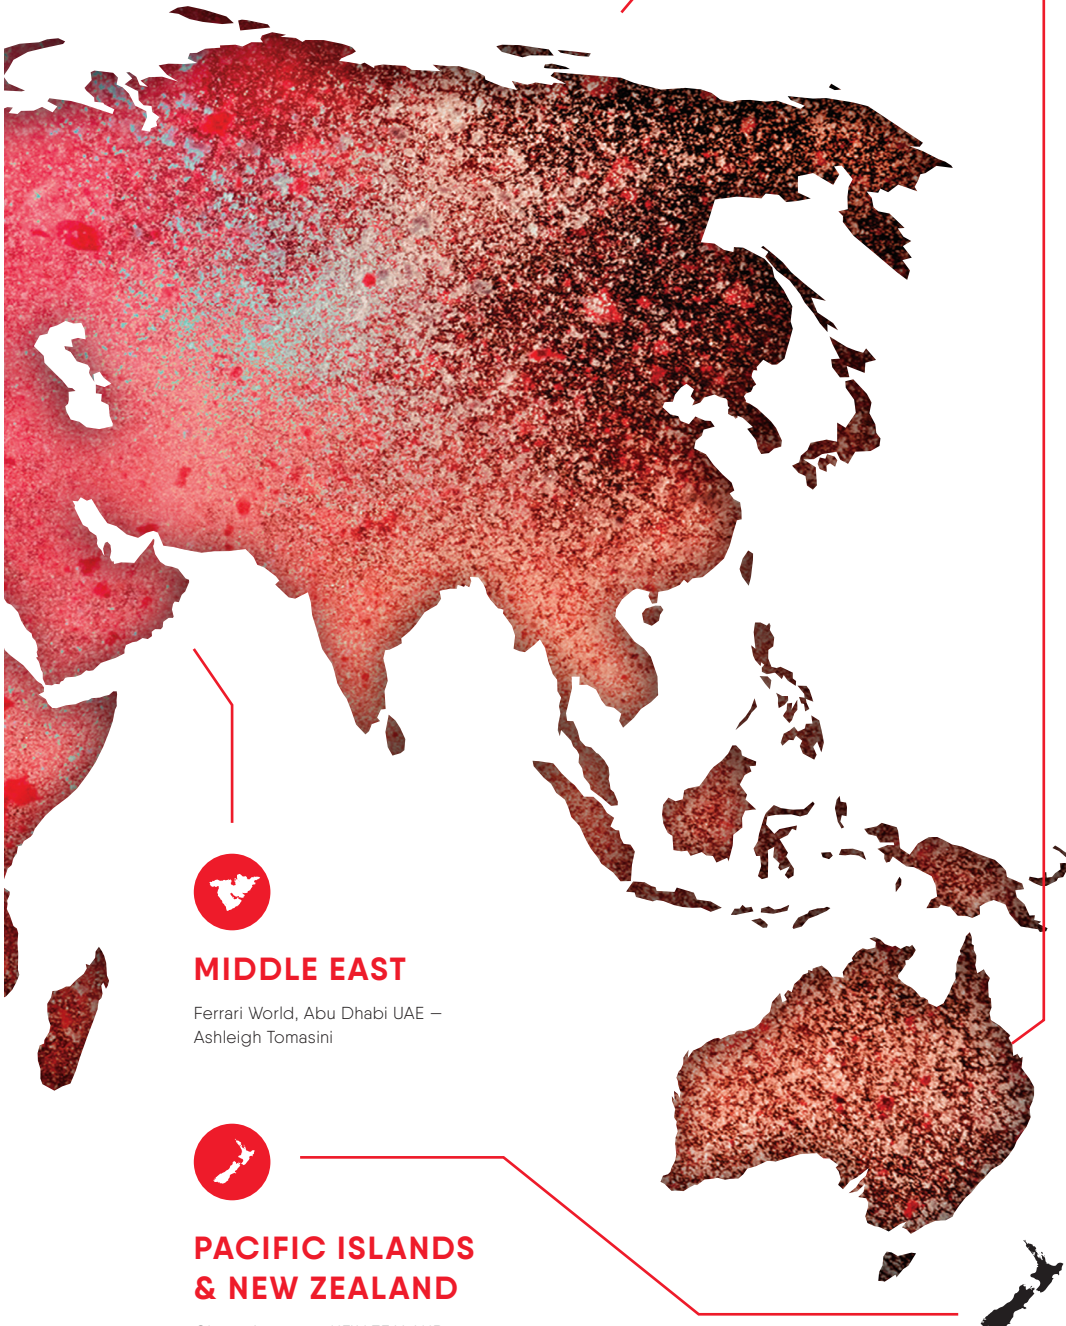 MIDDLE EAST
Ferrari World, Abu Dhabi UAE —
Ashleigh Tomasini
PACIFIC ISLANDS
& NEW ZEALAND